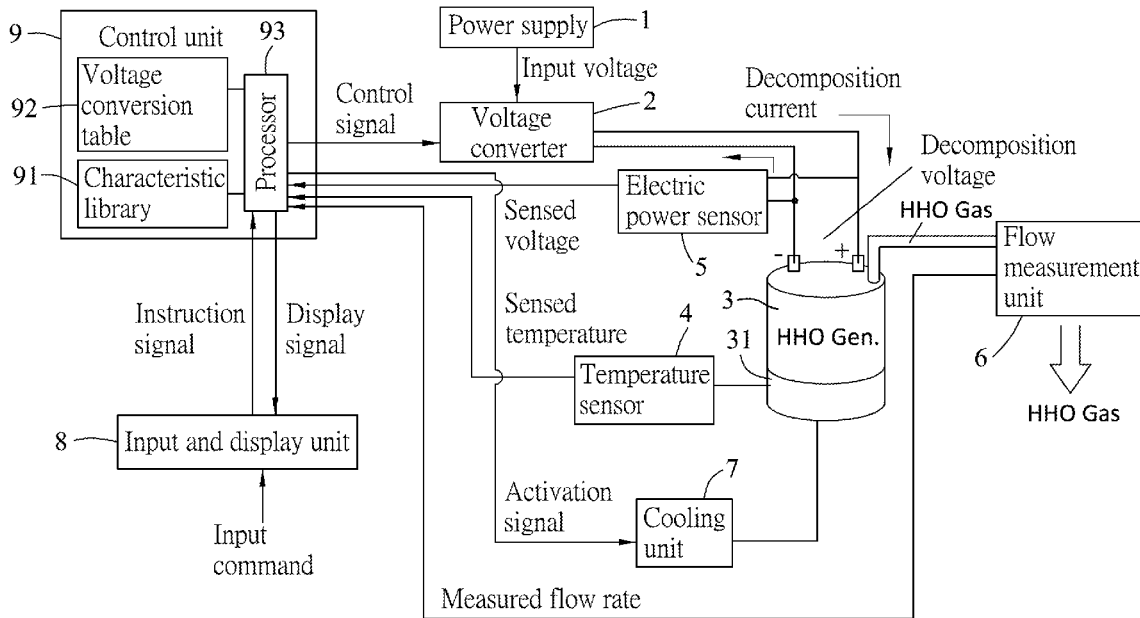 9
Control unit
93
Voltage
conversion
table
92
Characteristic
library
91
Processor
Power supply
1
Input voltage
Control
signal
Voltage
converter
2
Decomposition
current
Decomposition
voltage
Electric
power sensor
5
Sensed
voltage
HHO Gas
Flow
measurement
unit
6
HHO Gas
-
+
3
HHO Gen.
31
Sensed
temperature
4
Temperature
sensor
Instruction
signal
Display
signal
8
Input and display unit
Input
command
Activation
signal
7
Cooling
unit
Measured flow rate